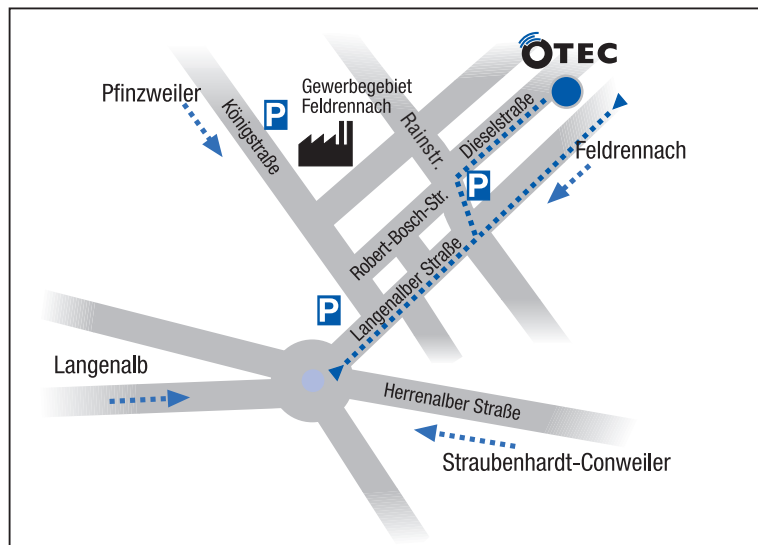 OTEC
Pfinzweiler
Gewerbegebiet
Feldrennach
P
Königstraße
Rainstr.
Dieselstraße
Feldrennach
P
Robert-Bosch-Str.
Langenalber Straße
P
Langenalb
Herrenalber Straße
Straubenhardt-Conweiler